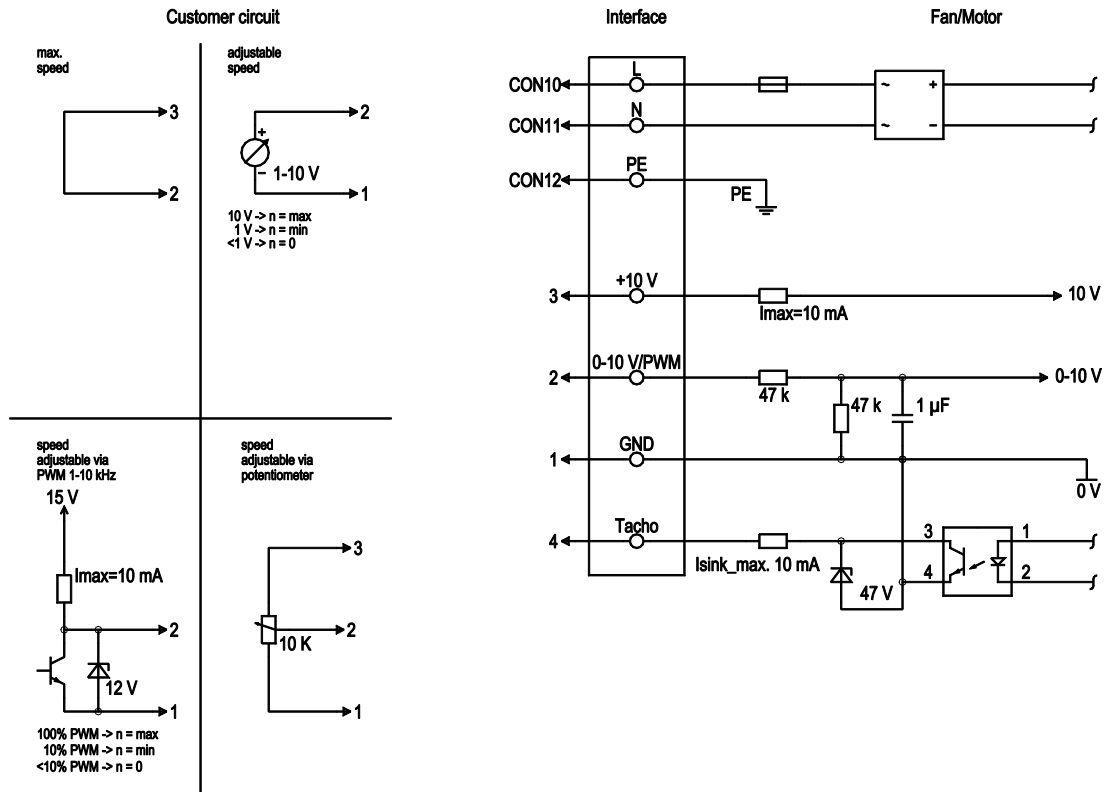 Customer circuit
Interface
Fan/Motor
max.
speed
3
2
adjustable
speed
2
+
–
1-10 V
1
10 V -> n = max
1 V -> n = min
<1 V -> n = 0
speed
adjustable via
PWM 1-10 kHz
15 V
Imax=10 mA
2
12 V
1
100% PWM -> n = max
10% PWM -> n = min
<10% PWM -> n = 0
speed
adjustable via
potentiometer
3
2
10 K
1
L
CON10
~
+
N
CON11
~
–
PE
CON12
PE
+10 V
3
10 V
Imax=10 mA
0-10 V/PWM
2
0-10 V
47 k
47 k
1 µF
GND
1
0 V
Tacho
4
3
1
Isink_max. 10 mA
4
2
47 V